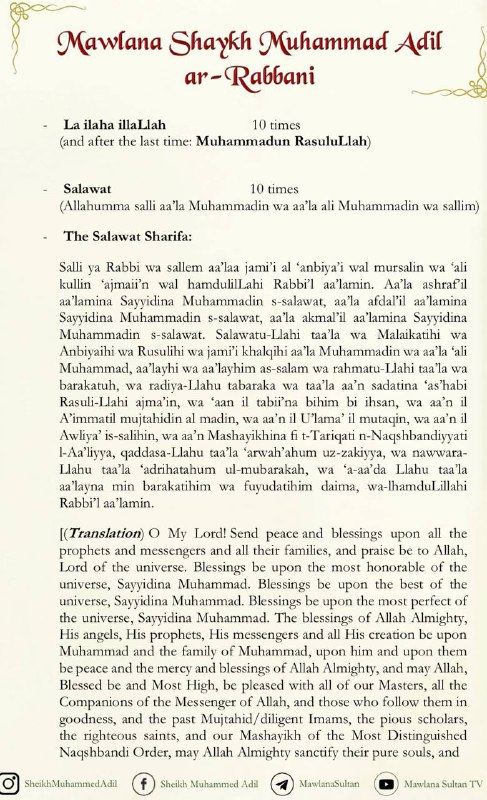 Mawlana Shaykh Muhammad Adil
ar-Rabbani
- La ilaha illaLlah 10 times
(and after the last time: Muhammadun RasuluLlah)
- Salawat 10 times
(Allahumma salli aa’la Muhammadin wa aa’la ali Muhammadin wa sallim)
- The Salawat Sharifa:
Salli ya Rabbi wa sallem aa’laa jami’i al ‘anbiya’i wal mursalin wa ‘ali
kullin ‘ajmaii’n wal hamdulilLahi Rabbi’l aa’lamin. Aa’la ashraf’il
aa’lamina Sayyidina Muhammadin s-salawat, aa’la afdal’il aa’lamina
Sayyidina Muhammadin s-salawat, aa’la akmal’il aa’lamina Sayyidina
Muhammadin s-salawat. Salawatu-Llahi taa’la wa Malaikatihi wa
Anbiyaihi wa Rusulihi wa jami’i khalqihi aa’la Muhammadin wa aa’la ‘ali
Muhammad, aa’layhi wa aa’layhim as-salam wa rahmatu-Llahi taa’la wa
barakatuh, wa radiya-Llahu tabaraka wa taa’la aa’n sadatina ‘as’habi
Rasuli-Llahi ajma’in, wa ‘aan il tabii’na bihim bi ihsan, wa aa’n il
A’immatil mujtahidin al madin, wa aa’n il U’lama’ il mutaqin, wa aa’n il
Awliya’ is-salihin, wa aa’n Mashayikhina fi t-Tariqati n-Naqshbandiyyati
l-Aa’liyya, qaddasa-Llahu taa’la ‘arwah’ahum uz-zakiyya, wa nawwara-
Llahu taa’la ‘adrihatahum ul-mubarakah, wa ‘a-aa’da Llahu taa’la
aa’layna min barakatihim wa fuyudatihim daima, wa-lhamduLillahi
Rabbi’l aa’lamin.
[(Translation) O My Lord! Send peace and blessings upon all the
prophets and messengers and all their families, and praise be to Allah,
Lord of the universe. Blessings be upon the most honorable of the
universe, Sayyidina Muhammad. Blessings be upon the best of the
universe, Sayyidina Muhammad. Blessings be upon the most perfect of
the universe, Sayyidina Muhammad. The blessings of Allah Almighty,
His angels, His prophets, His messengers and all His creation be upon
Muhammad and the family of Muhammad, upon him and upon them
be peace and the mercy and blessings of Allah Almighty, and may Allah,
Blessed be and Most High, be pleased with all of our Masters, all the
Companions of the Messenger of Allah, and those who follow them in
goodness, and the past Mujtahid/diligent Imams, the pious scholars,
the righteous saints, and our Mashayikh of the Most Distinguished
Naqshbandi Order, may Allah Almighty sanctify their pure souls, and
SheikhMuhammedAdil Sheikh Muhammed Adil MawlanaSultan Mawlana Sultan TV